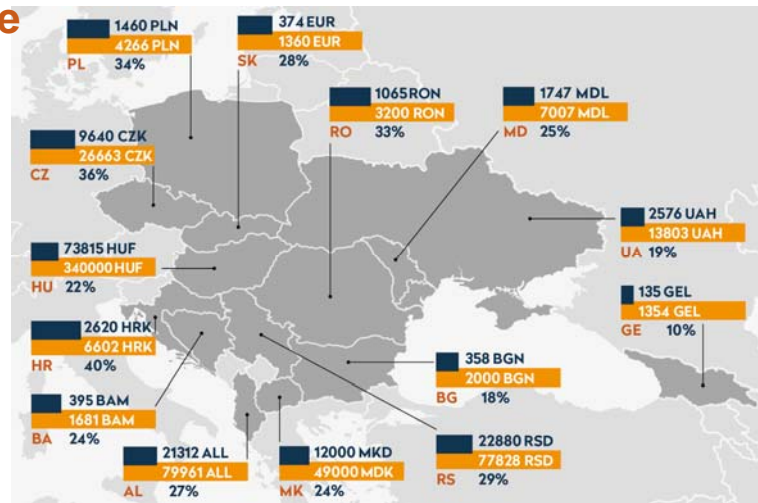 e
1460 PLN
4266 PLN
PL 34%
374 EUR
1360 EUR
SK 28%
1065 RON
3200 RON
RO 33%
1747 MDL
7007 MDL
MD 25%
9640 CZK
26663 CZK
CZ 36%
2576 UAH
13803 UAH
UA 19%
73815 HUF
340000 HUF
HU 22%
135 GEL
1354 GEL
GE 10%
2620 HRK
6602 HRK
HR 40%
358 BGN
2000 BGN
BG 18%
395 BAM
1681 BAM
BA 24%
21312 ALL
79961 ALL
AL 27%
12000 MKD
49000 MDK
MK 24%
22880 RSD
77828 RSD
RS 29%